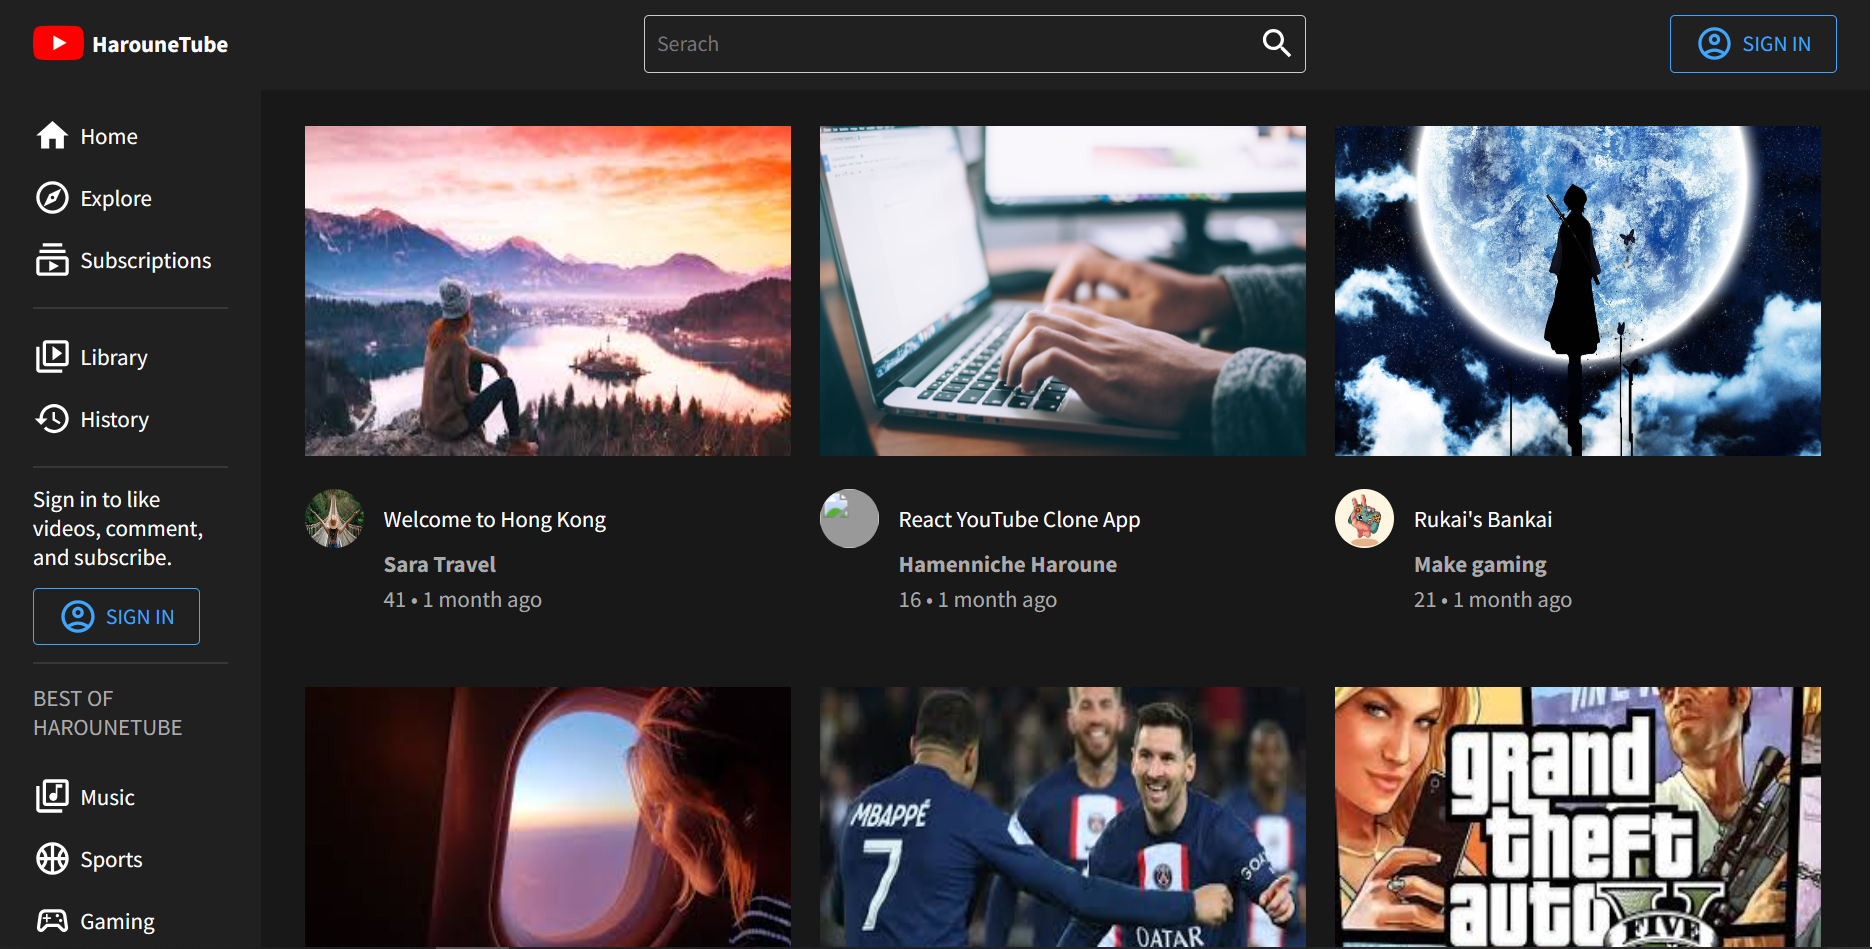 HarouneTube
Serach
SIGN IN
Home
Explore
Subscriptions
Library
History
Sign in to like
videos, comment,
and subscribe.
SIGN IN
BEST OF
HAROUNETUBE
Music
Sports
Gaming
Welcome to Hong Kong
Sara Travel
41 • 1 month ago
React YouTube Clone App
Hamenniche Haroune
16 • 1 month ago
Rukai's Bankai
Make gaming
21 • 1 month ago
MBAPPÉ
7
QATAR
grand
theft
auto
V
FIVE